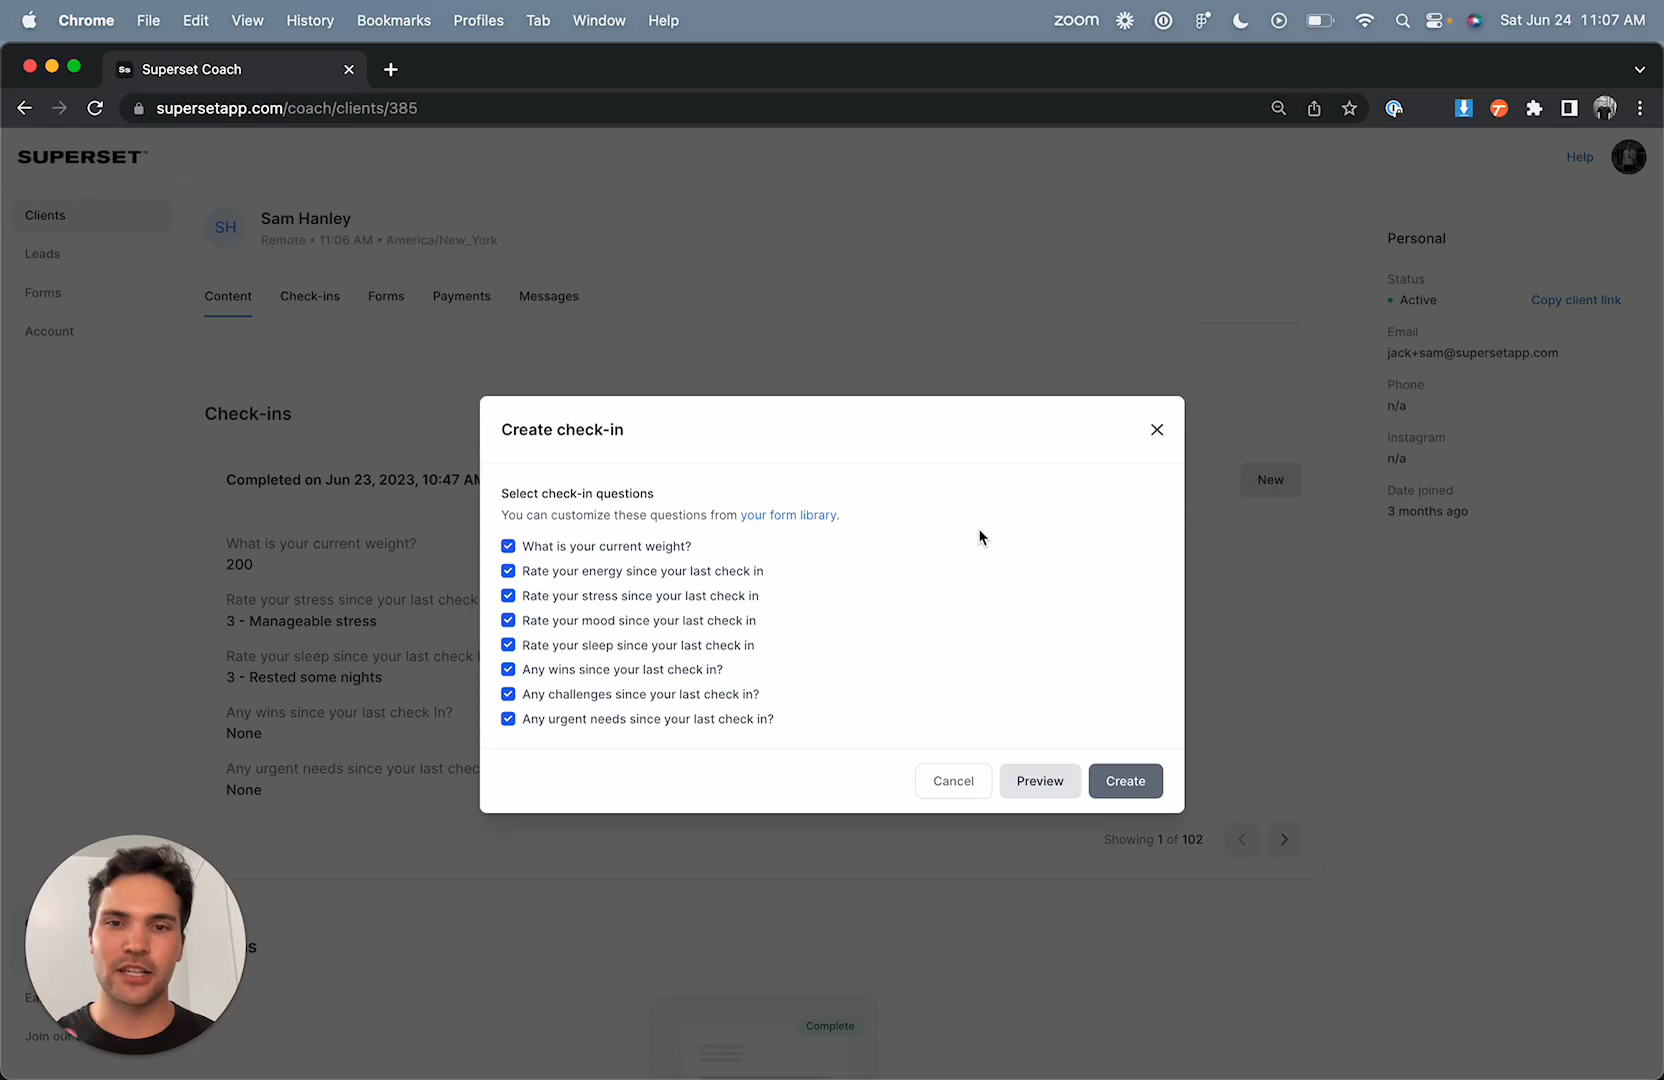 Chrome File Edit View History Bookmarks Profiles Tab Window Help zoom Sat Jun 24 11:07 AM
Ss Superset Coach
supersetapp.com/coach/clients/385
SUPERSET™
Help
Clients
Leads
Forms
Account
SH
Sam Hanley
Remote • 11:06 AM • America/New_York
Content Check-ins Forms Payments Messages
Check-ins
Completed on Jun 23, 2023, 10:47 AM
New
What is your current weight?
200
Rate your stress since your last check
3 - Manageable stress
Rate your sleep since your last check
3 - Rested some nights
Any wins since your last check In?
None
Any urgent needs since your last chec
None
Showing 1 of 102
Join our
Complete
Create check-in
Select check-in questions
You can customize these questions from your form library.
What is your current weight?
Rate your energy since your last check in
Rate your stress since your last check in
Rate your mood since your last check in
Rate your sleep since your last check in
Any wins since your last check in?
Any challenges since your last check in?
Any urgent needs since your last check in?
Cancel Preview Create
Personal
Status
Active Copy client link
Email
jack+sam@supersetapp.com
Phone
n/a
Instagram
n/a
Date joined
3 months ago